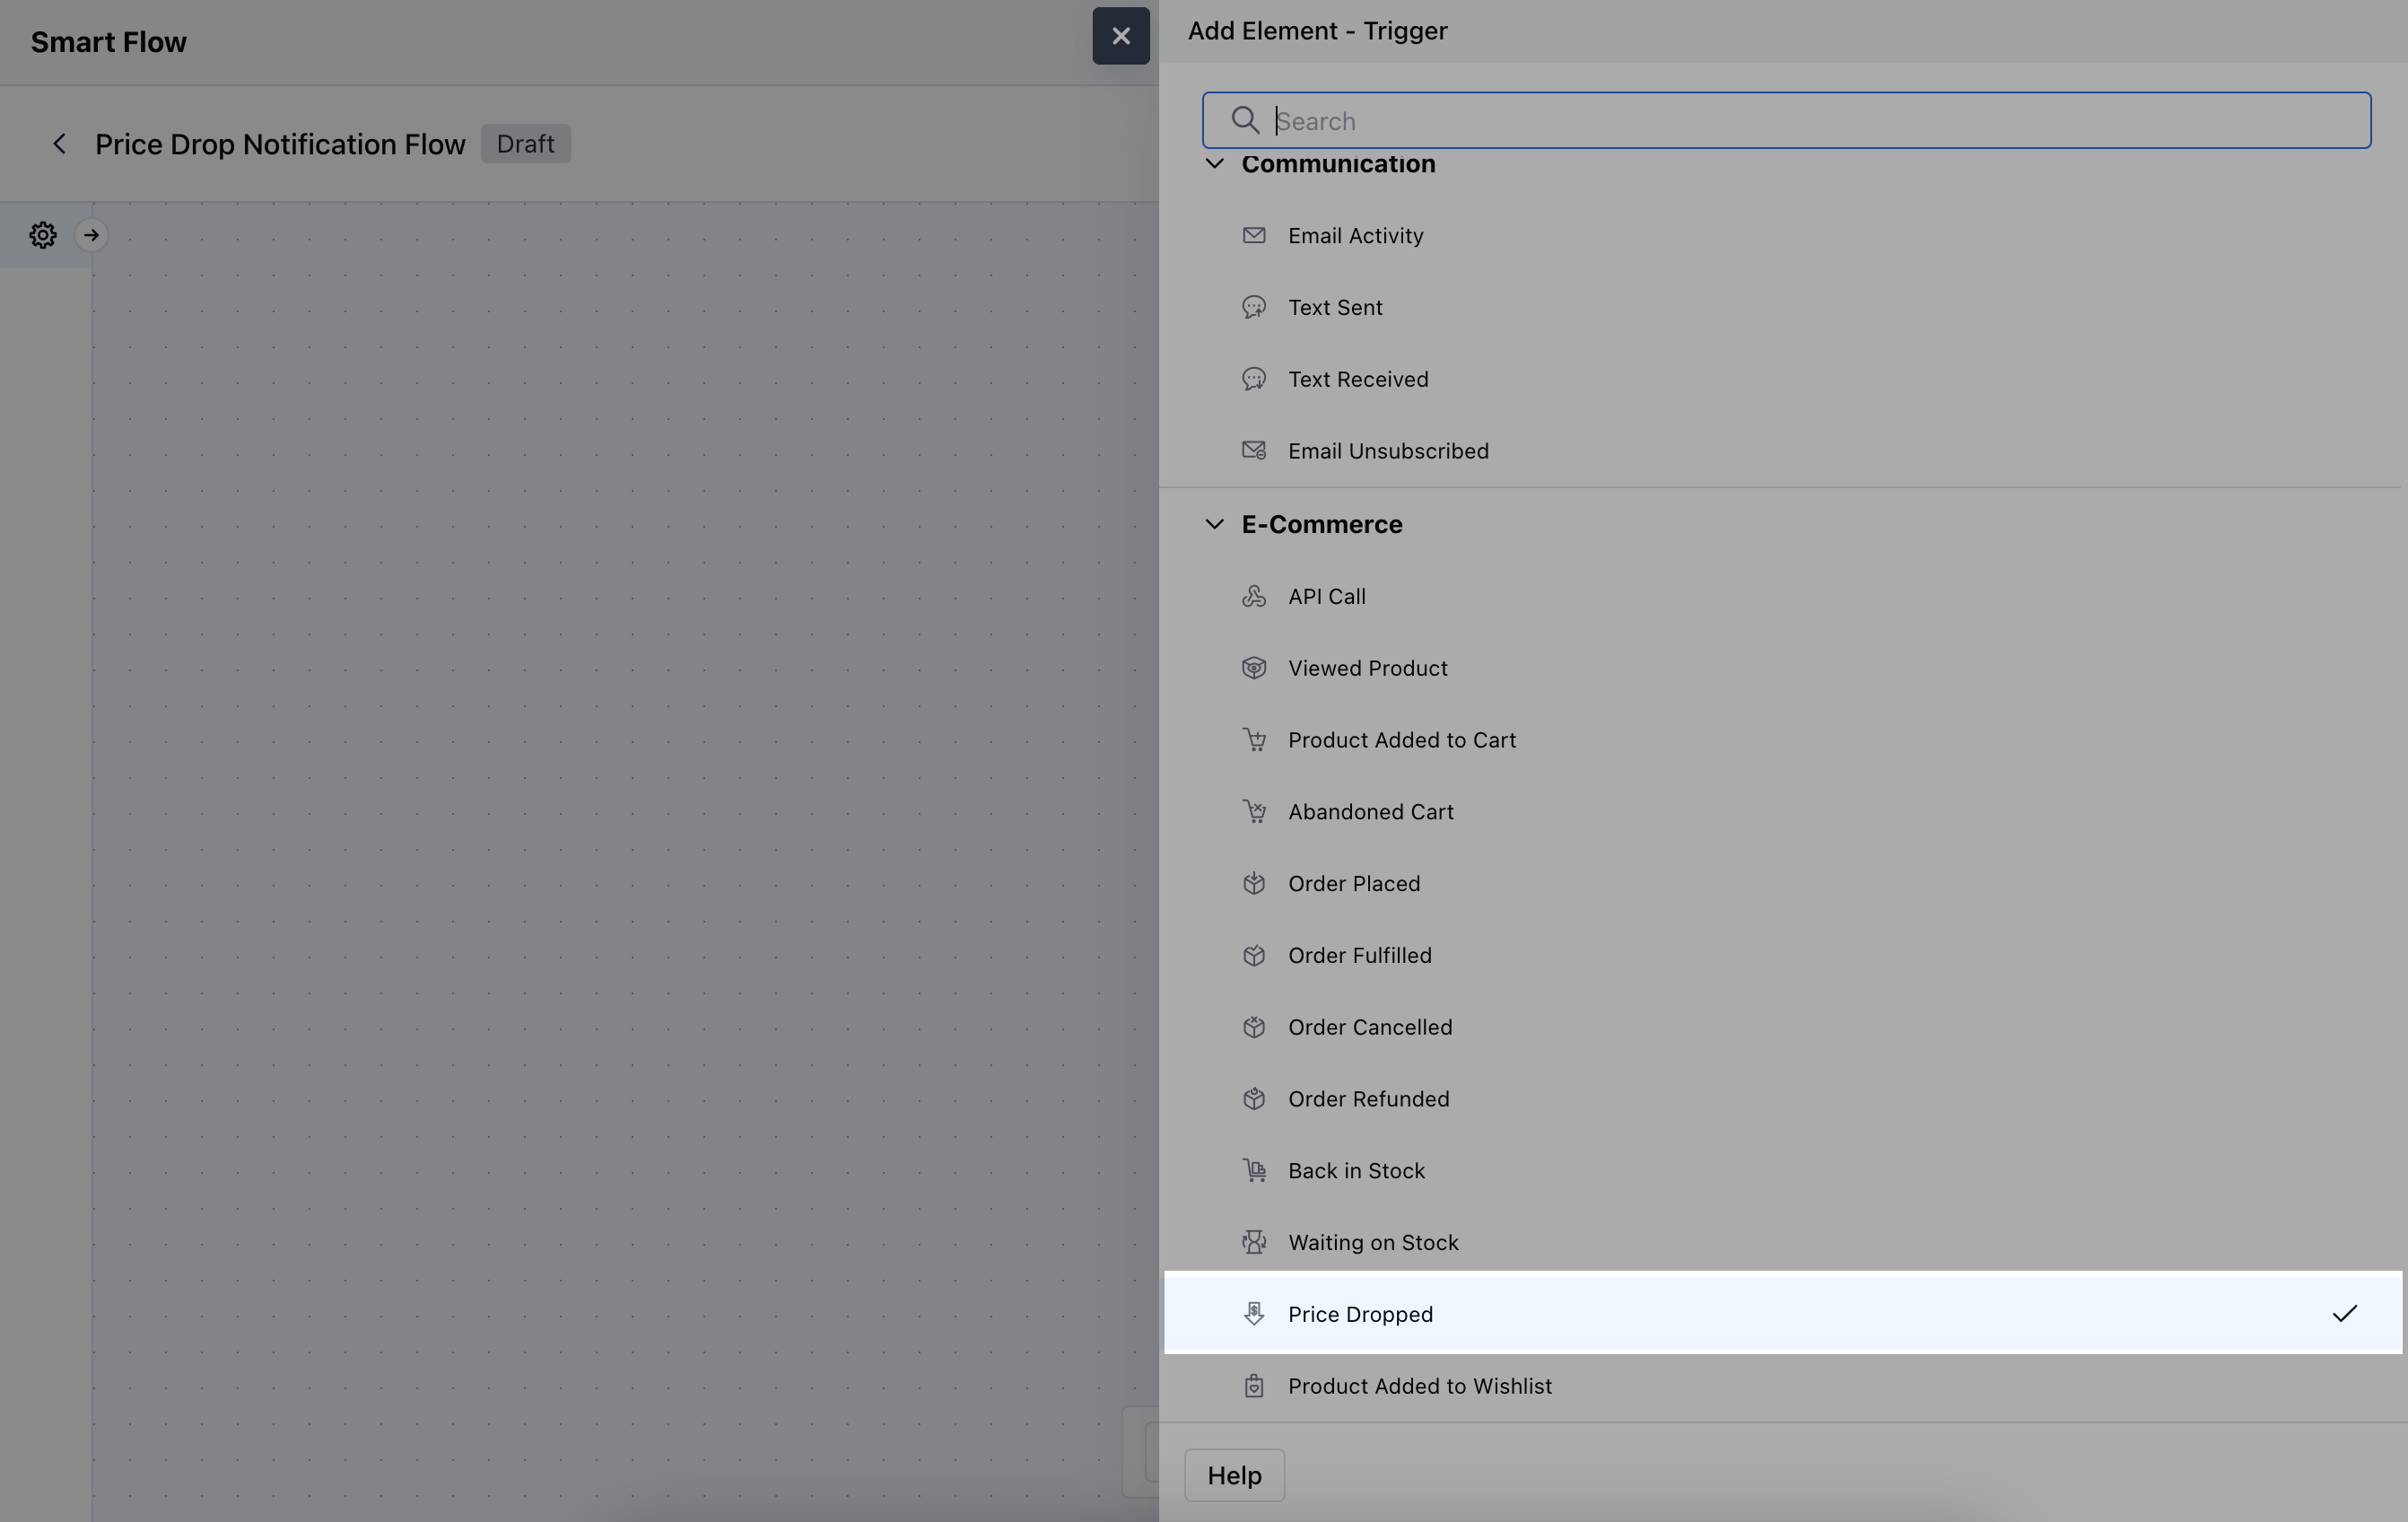 Smart Flow
Price Drop Notification Flow
Draft
Add Element - Trigger
Search
Communication
Email Activity
Text Sent
Text Received
Email Unsubscribed
E-Commerce
API Call
Viewed Product
Product Added to Cart
Abandoned Cart
Order Placed
Order Fulfilled
Order Cancelled
Order Refunded
Back in Stock
Waiting on Stock
Price Dropped
Product Added to Wishlist
Help